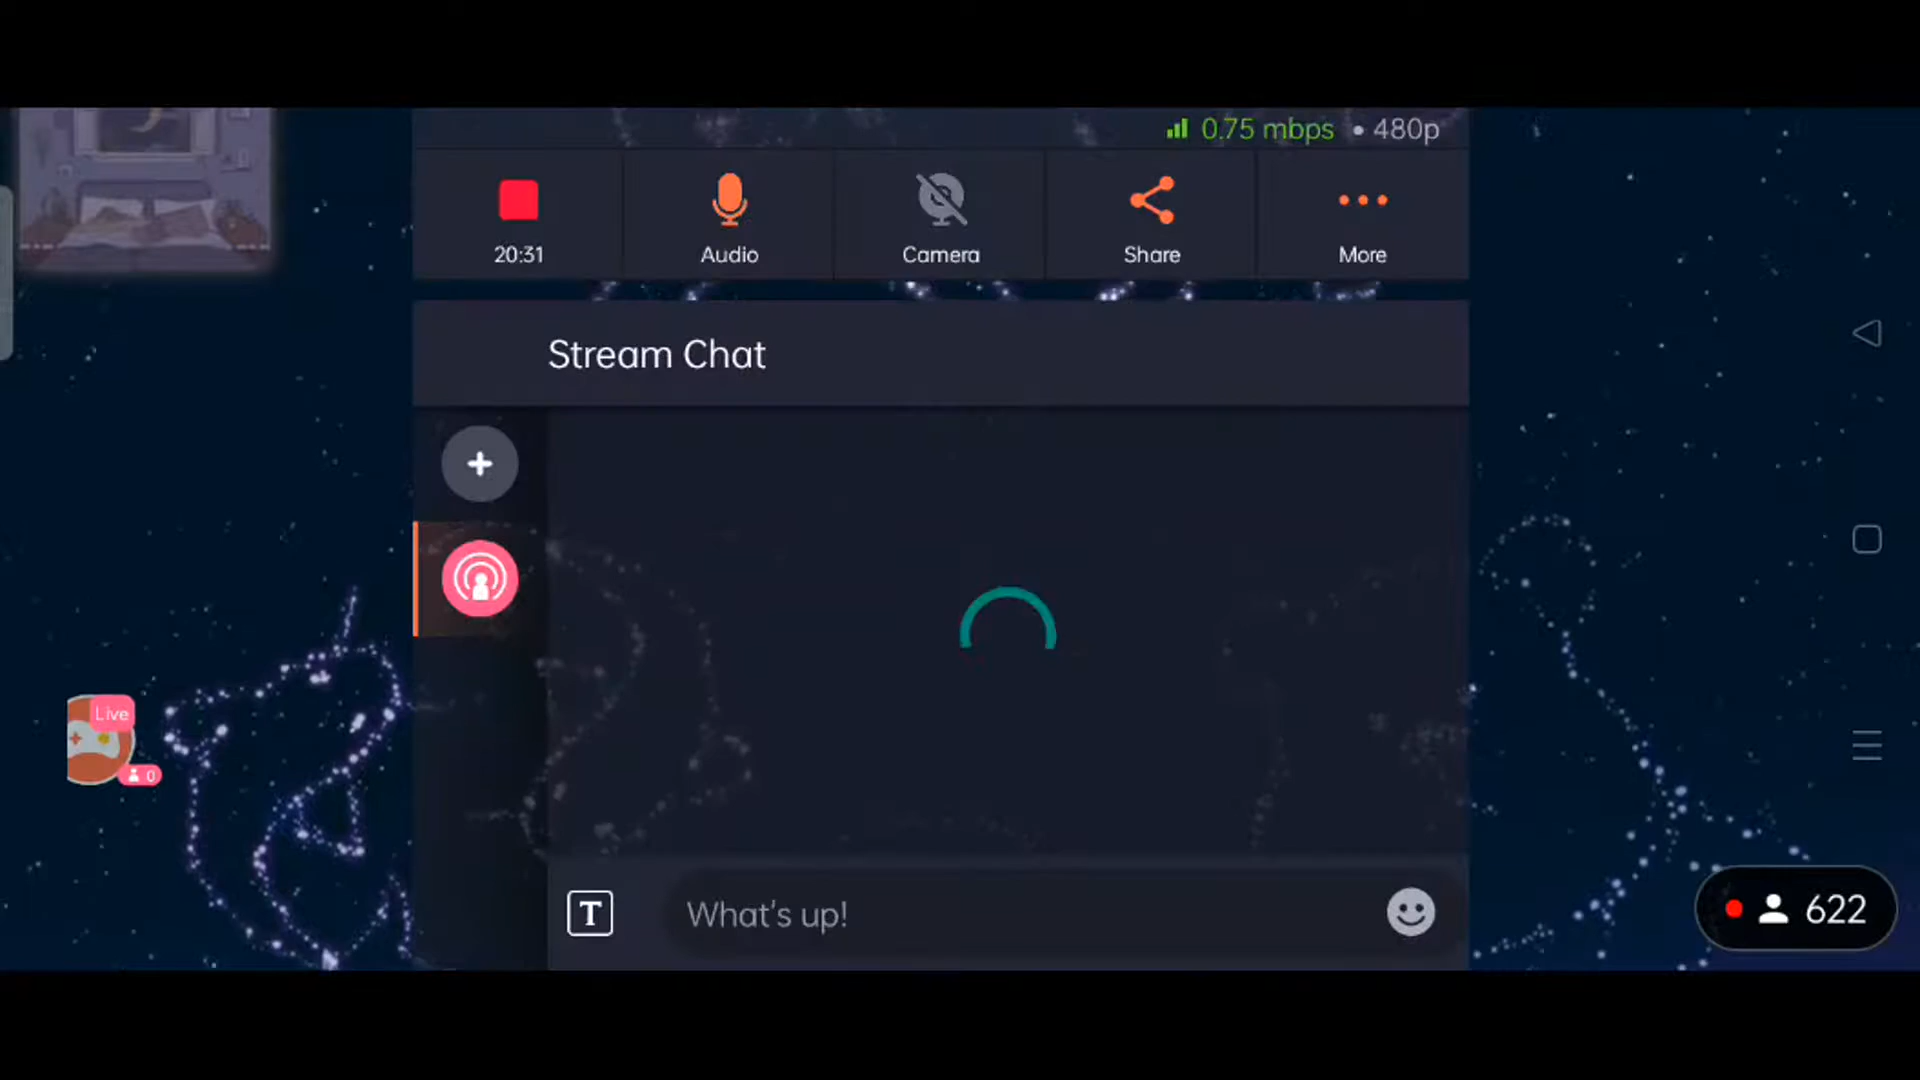 0.75 mbps • 480p
20:31
Audio
Camera
Share
More
Stream Chat
Live
0
T
What's up!
622